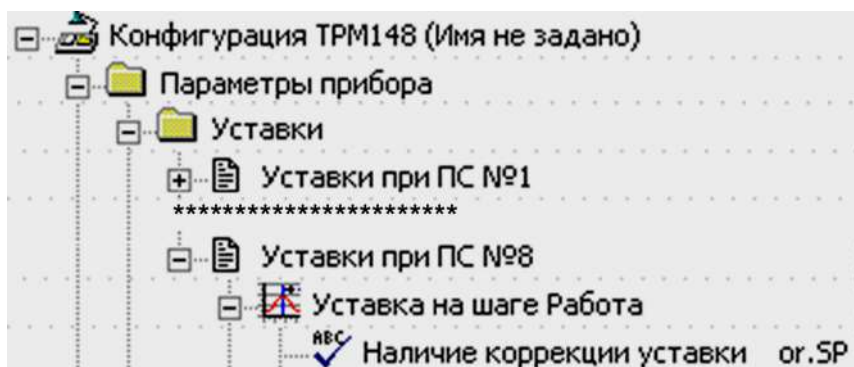 Конфигурация ТРМ148 (Имя не задано)
Параметры прибора
Уставки
Уставки при ПС №1
***********************
Уставки при ПС №8
Уставка на шаге Работа
ABC Наличие коррекции уставки or.SP